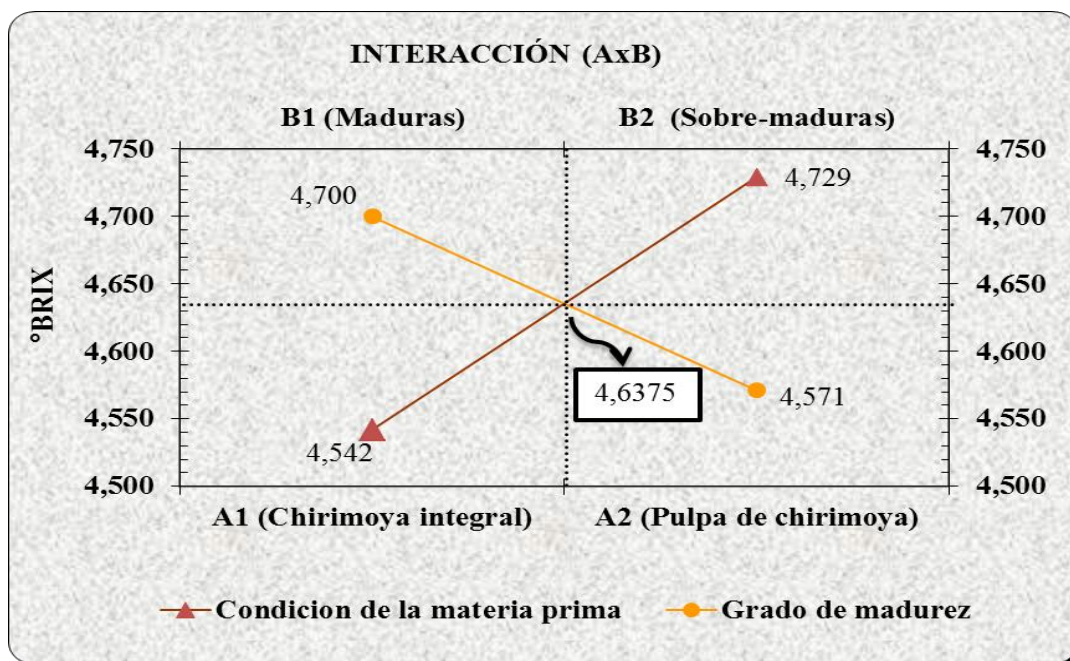 INTERACCIÓN (AxB)
B1 (Maduras) B2 (Sobre-maduras)
4,750 4,750
4,700 4,729
4,700 4,700
4,650 4,650
°BRIX
4,600 4,600
4,6375
4,571
4,550 4,550
4,542
4,500 4,500
A1 (Chirimoya integral) A2 (Pulpa de chirimoya)
Condicion de la materia prima Grado de madurez